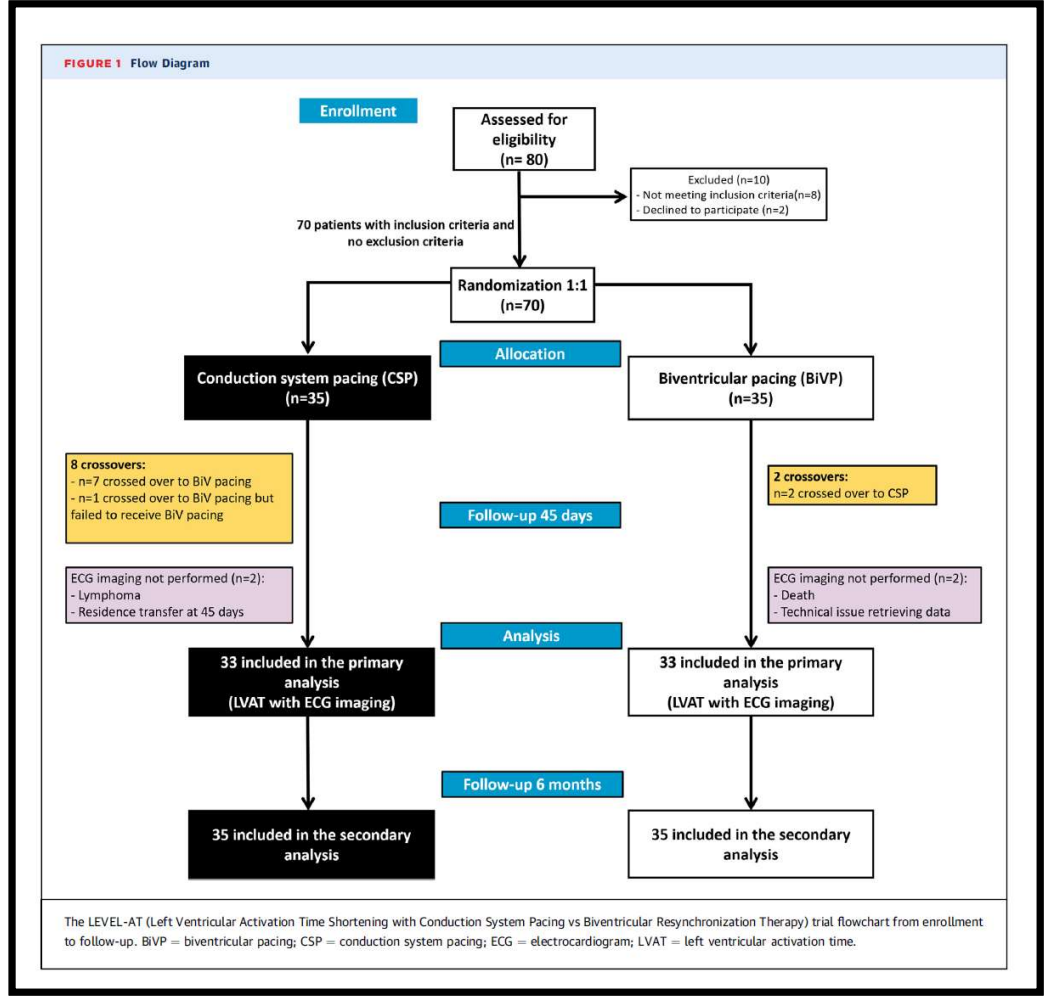 FIGURE 1 Flow Diagram
Enrollment
Assessed for
eligibility
(n= 80)
Excluded (n=10)
- Not meeting inclusion criteria(n=8)
- Declined to participate (n=2)
70 patients with inclusion criteria and
no exclusion criteria
Randomization 1:1
(n=70)
Allocation
Conduction system pacing (CSP)
(n=35)
Biventricular pacing (BiVP)
(n=35)
8 crossovers:
- n=7 crossed over to BiV pacing
- n=1 crossed over to BiV pacing but
failed to receive BiV pacing
2 crossovers:
n=2 crossed over to CSP
Follow-up 45 days
ECG imaging not performed (n=2):
- Lymphoma
- Residence transfer at 45 days
ECG imaging not performed (n=2):
- Death
- Technical issue retrieving data
Analysis
33 included in the primary
analysis
(LVAT with ECG imaging)
33 included in the primary
analysis
(LVAT with ECG imaging)
Follow-up 6 months
35 included in the secondary
analysis
35 included in the secondary
analysis
The LEVEL-AT (Left Ventricular Activation Time Shortening with Conduction System Pacing vs Biventricular Resynchronization Therapy) trial flowchart from enrollment
to follow-up. BiVP = biventricular pacing; CSP = conduction system pacing; ECG = electrocardiogram; LVAT = left ventricular activation time.